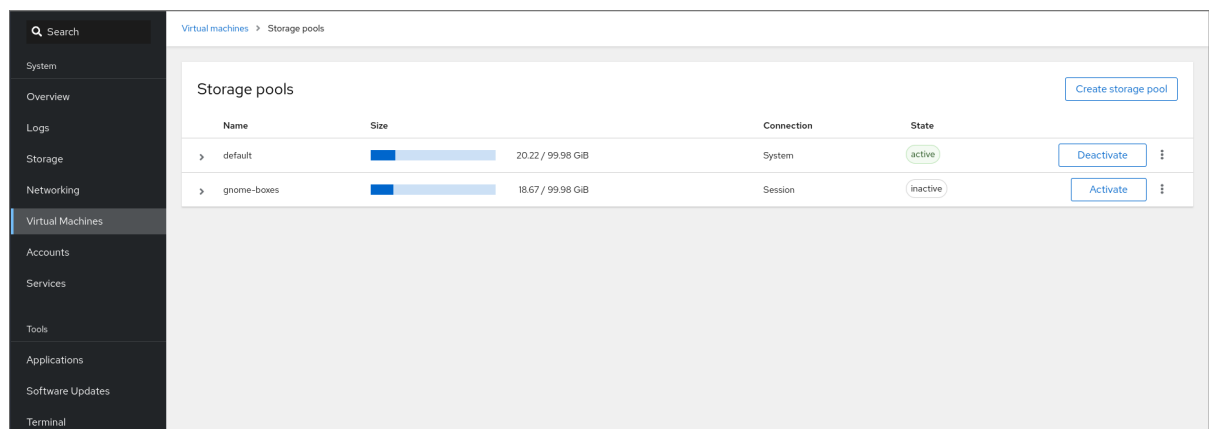 Search
System
Overview
Logs
Storage
Networking
Virtual Machines
Accounts
Services
Tools
Applications
Software Updates
Terminal
Virtual machines > Storage pools
Storage pools
Create storage pool
Name Size Connection State
default 20.22 / 99.98 GiB System active Deactivate
gnome-boxes 18.67 / 99.98 GiB Session inactive Activate